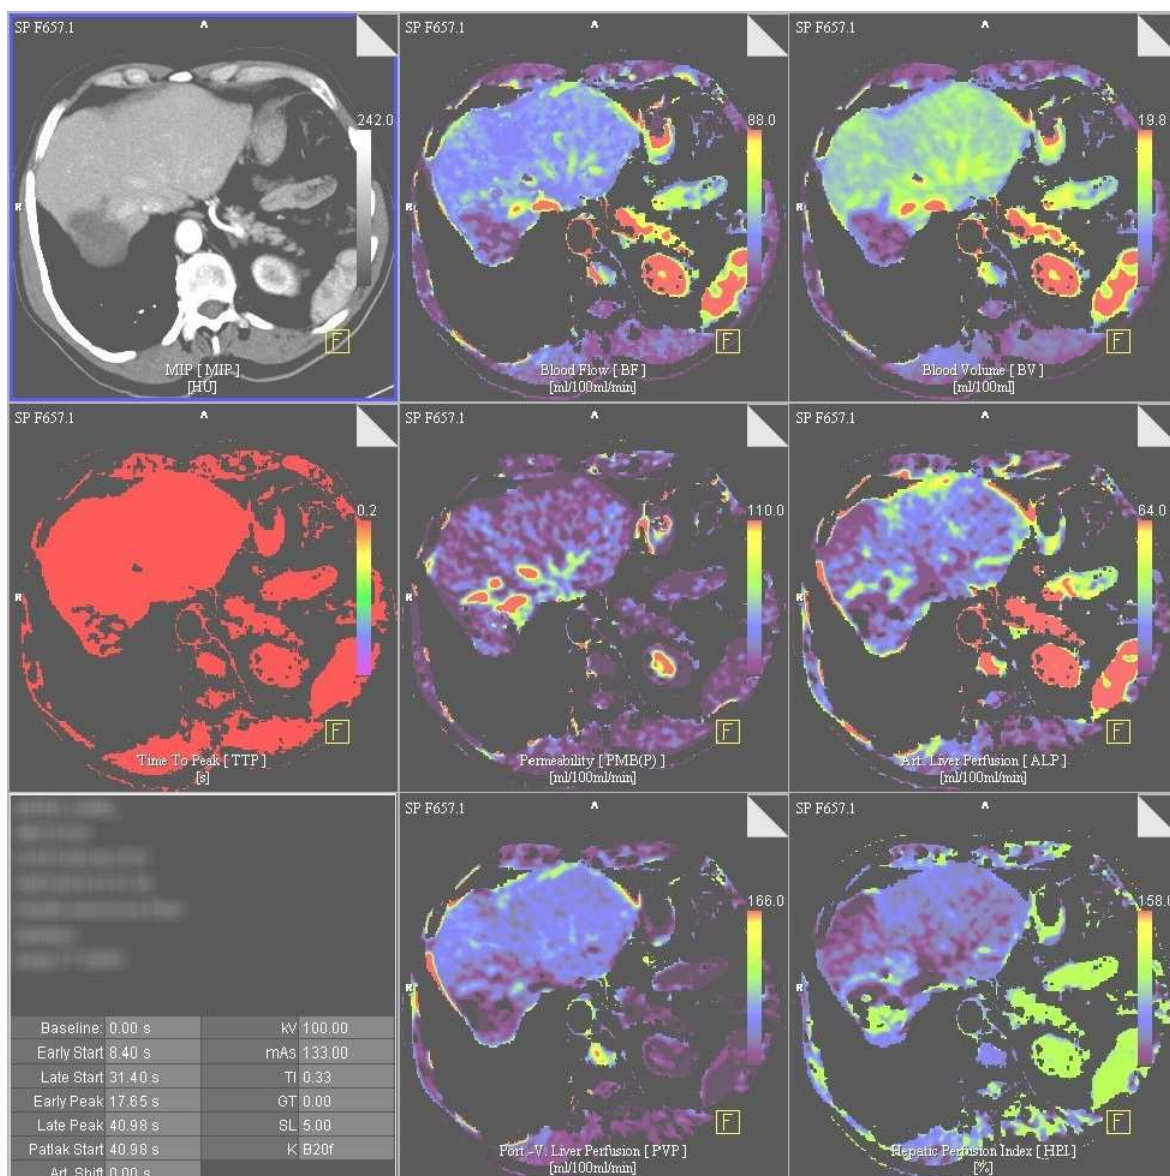 SP F657.1
A
242.0
R
F
MIP [ MIP ]
[HU]
SP F657.1
A
88.0
R
F
Blood Flow [ BF ]
[ml/100ml/min]
SP F657.1
A
19.8
R
F
Blood Volume [ BV ]
[ml/100ml]
SP F657.1
A
0.2
R
F
Time To Peak [ TTP ]
[s]
SP F657.1
A
110.0
R
F
Permeability [ PMB(P) ]
[ml/100ml/min]
SP F657.1
A
64.0
R
F
Art. Liver Perfusion [ ALP ]
[ml/100ml/min]
Baseline: 0.00 s kV 100.00
Early Start 8.40 s mAs 133.00
Late Start 31.40 s TI 0.33
Early Peak 17.65 s GT 0.00
Late Peak 40.98 s SL 5.00
Patlak Start 40.98 s K B20f
Art. Shift 0.00 s
SP F657.1
A
166.0
R
F
Port.-V. Liver Perfusion [ PVP ]
[ml/100ml/min]
SP F657.1
A
158.0
R
F
Hepatic Perfusion Index [ HPI ]
[%]